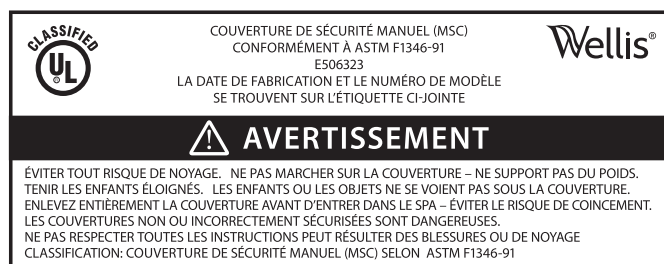 CLASSIFIED
UL
COUVERTURE DE SÉCURITÉ MANUEL (MSC)
CONFORMÉMENT À ASTM F1346-91
E506323
LA DATE DE FABRICATION ET LE NUMÉRO DE MODÈLE
SE TROUVENT SUR L'ÉTIQUETTE CI-JOINTE
Wellis®
AVERTISSEMENT
ÉVITER TOUT RISQUE DE NOYAGE. NE PAS MARCHER SUR LA COUVERTURE – NE SUPPORT PAS DU POIDS.
TENIR LES ENFANTS ÉLOIGNÉS. LES ENFANTS OU LES OBJETS NE SE VOIENT PAS SOUS LA COUVERTURE.
ENLEVEZ ENTIÈREMENT LA COUVERTURE AVANT D'ENTRER DANS LE SPA – ÉVITER LE RISQUE DE COINCEMENT.
LES COUVERTURES NON OU INCORRECTEMENT SÉCURISÉES SONT DANGEREUSES.
NE PAS RESPECTER TOUTES LES INSTRUCTIONS PEUT RÉSULTER DES BLESSURES OU DE NOYAGE
CLASSIFICATION: COUVERTURE DE SÉCURITÉ MANUEL (MSC) SELON ASTM F1346-91